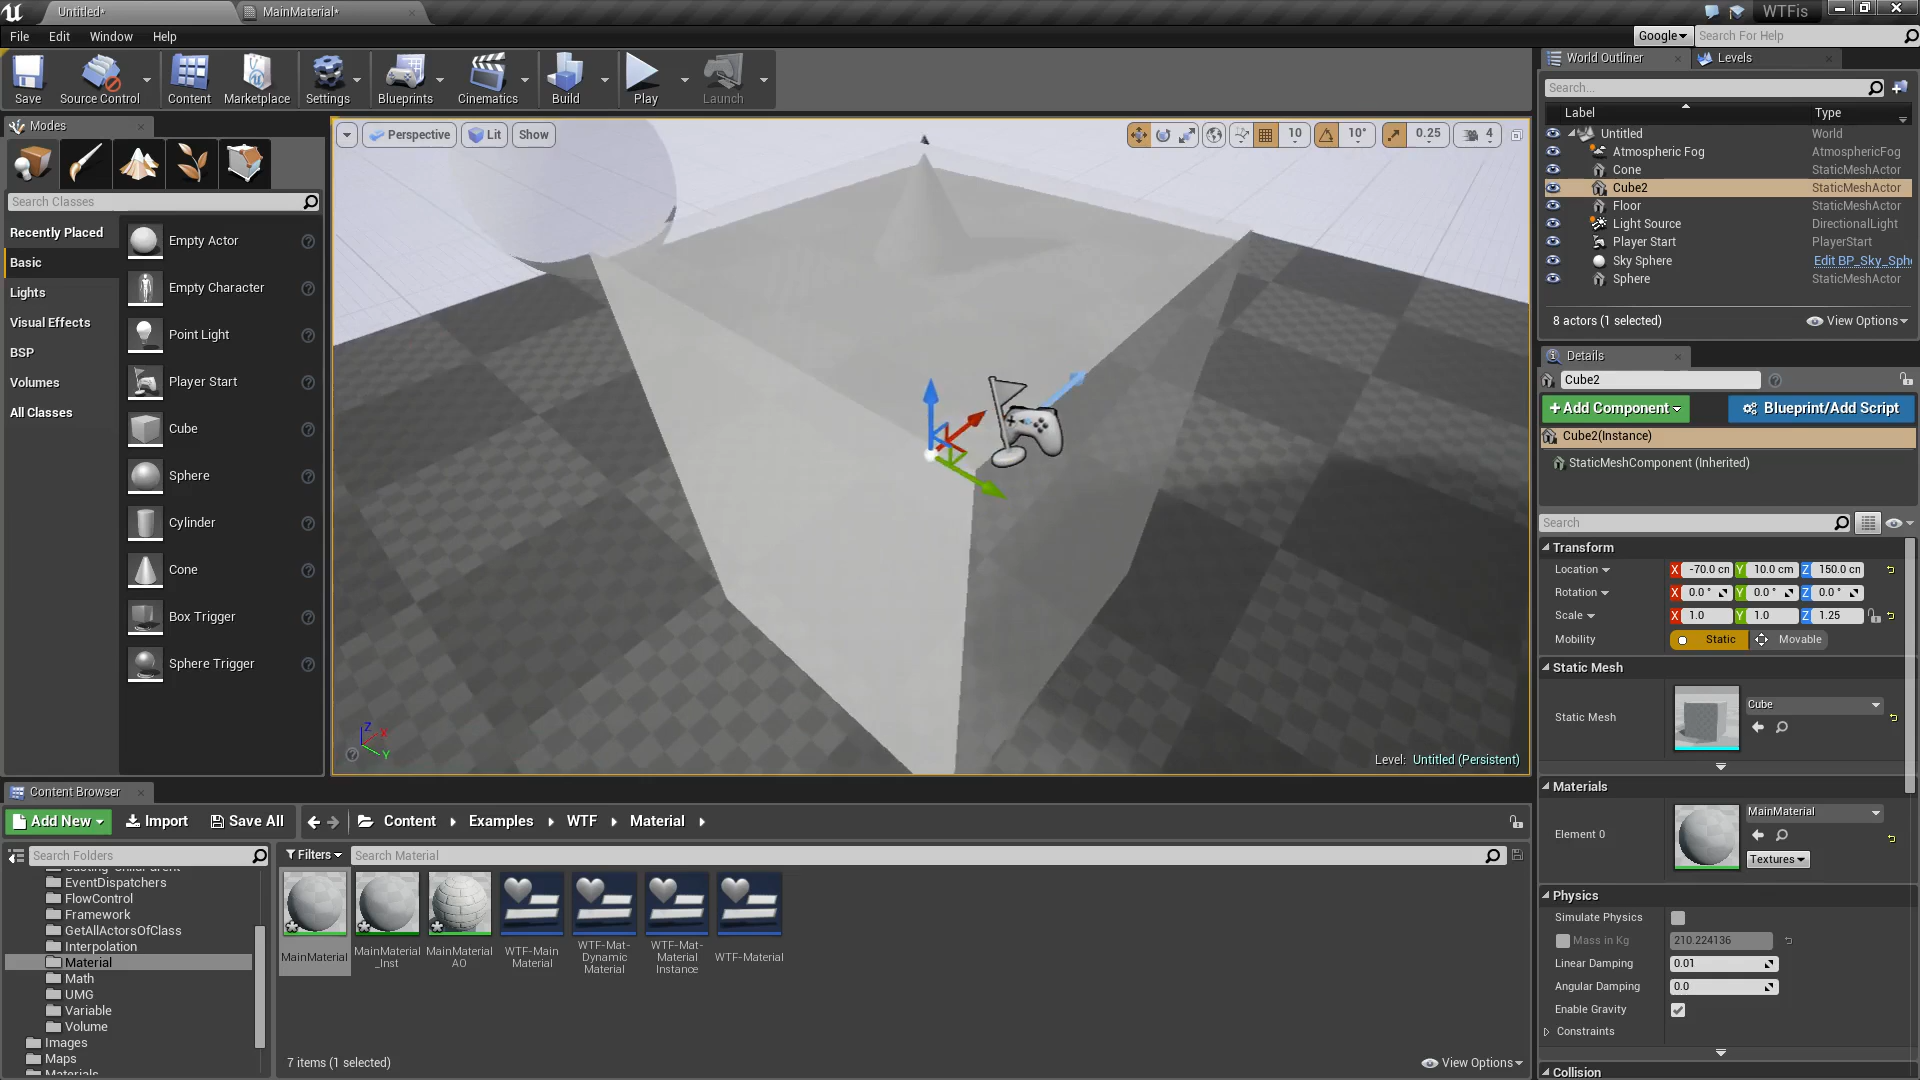 Untitled*
MainMaterial*
WTFis
File Edit Window Help
Google
Search For Help
Save
Source Control
Content
Marketplace
Settings
Blueprints
Cinematics
Build
Play
Launch
Modes
Search Classes
Recently Placed
Basic
Lights
Visual Effects
BSP
Volumes
All Classes
Empty Actor
Empty Character
Point Light
Player Start
Cube
Sphere
Cylinder
Cone
Box Trigger
Sphere Trigger
Perspective
Lit
Show
10
10°
0.25
4
Z
X
Y
Level: Untitled (Persistent)
World Outliner
Levels
Search...
Label Type
Untitled World
Atmospheric Fog AtmosphericFog
Cone StaticMeshActor
Cube2 StaticMeshActor
Floor StaticMeshActor
Light Source DirectionalLight
Player Start PlayerStart
Sky Sphere Edit BP_Sky_Sph
Sphere StaticMeshActor
8 actors (1 selected)
View Options
Details
Cube2
+Add Component
Blueprint/Add Script
Cube2(Instance)
StaticMeshComponent (Inherited)
Search
Transform
Location X -70.0 cm Y 10.0 cm Z 150.0 cm
Rotation X 0.0 ° Y 0.0 ° Z 0.0 °
Scale X 1.0 Y 1.0 Z 1.25
Mobility Static Movable
Static Mesh
Static Mesh
Cube
Materials
Element 0
MainMaterial
Textures
Physics
Simulate Physics
Mass in Kg 210.224136
Linear Damping 0.01
Angular Damping 0.0
Enable Gravity
Constraints
Collision
Content Browser
Add New
Import
Save All
Content
Examples
WTF
Material
Search Folders
Filters
Search Material
EventDispatchers
FlowControl
Framework
GetAllActorsOfClass
Interpolation
Material
Math
UMG
Variable
Volume
Images
Maps
Materials
MainMaterial
MainMaterial
_Inst
MainMaterial
AO
WTF-Main
Material
WTF-Mat-
Dynamic
Material
WTF-Mat-
Material
Instance
WTF-Material
7 items (1 selected)
View Options